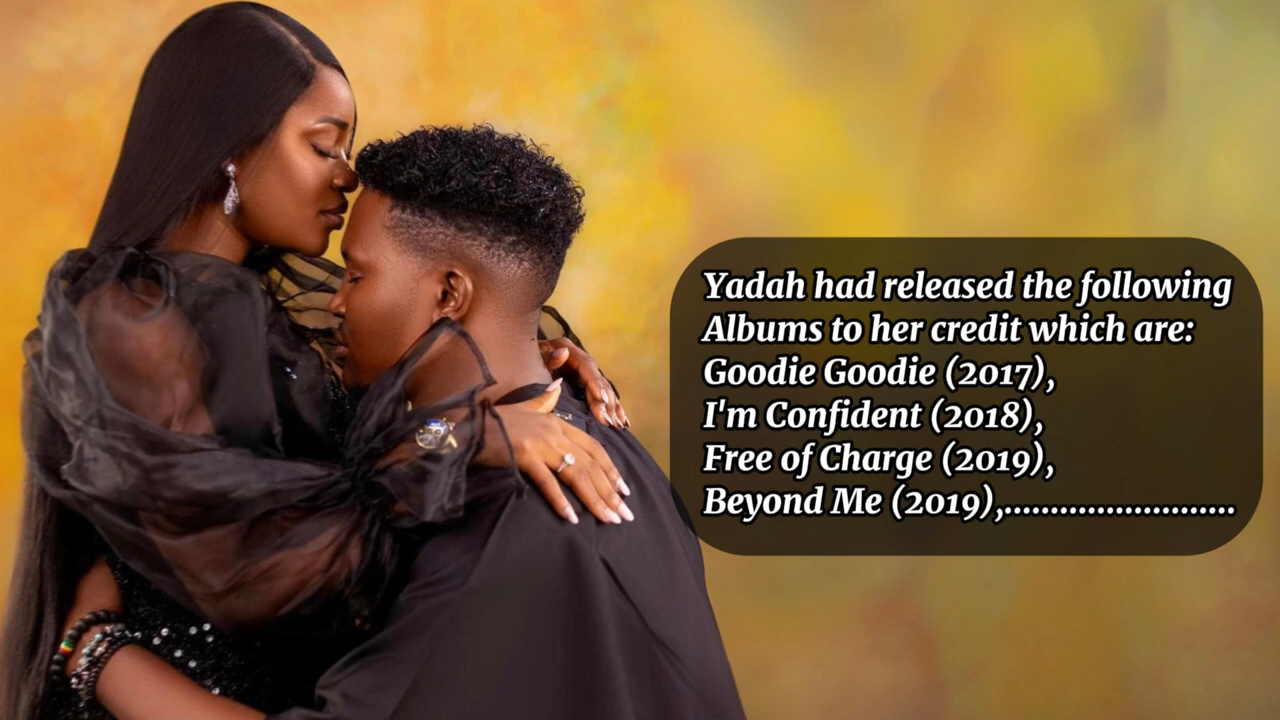 Yadah had released the following
Albums to her credit which are:
Goodie Goodie (2017),
I'm Confident (2018),
Free of Charge (2019),
Beyond Me (2019),.........................